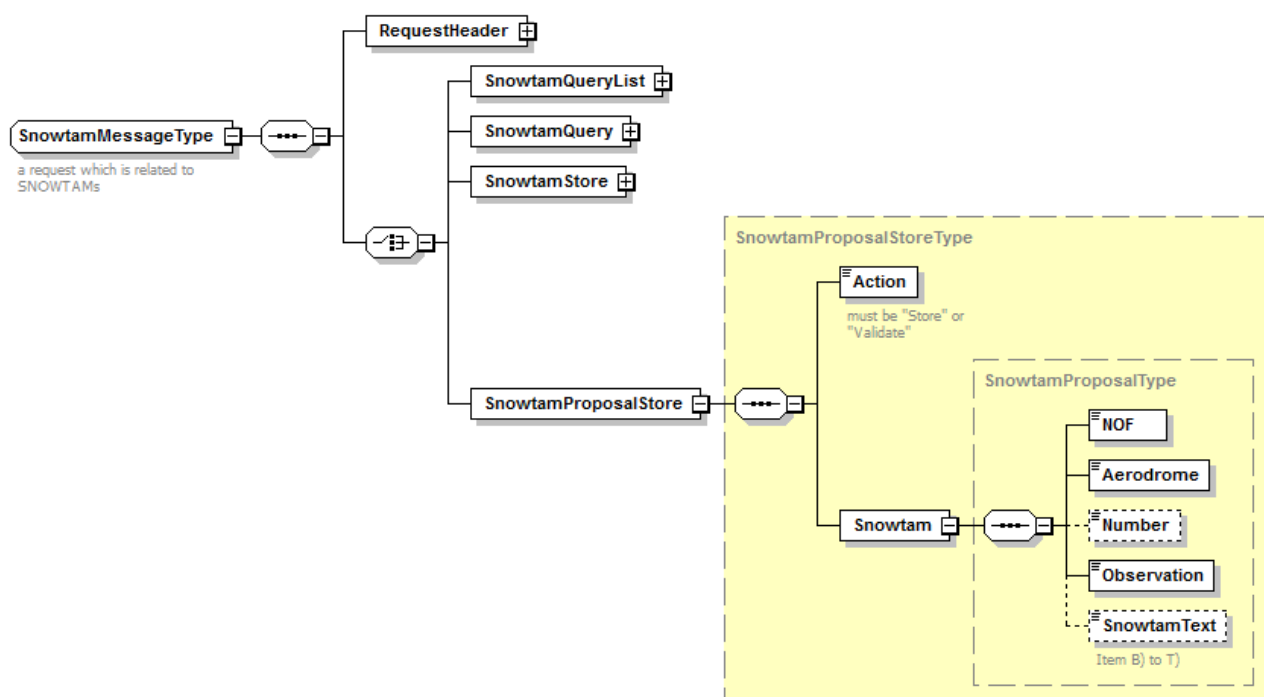 RequestHeader
SnowtamQueryList
SnowtamMessageType
SnowtamQuery
a request which is related to
SNOWTAMs
SnowtamStore
SnowtamProposalStoreType
Action
must be "Store" or
"Validate"
SnowtamProposalType
SnowtamProposalStore
NOF
Aerodrome
Snowtam
Number
Observation
SnowtamText
Item B) to T)